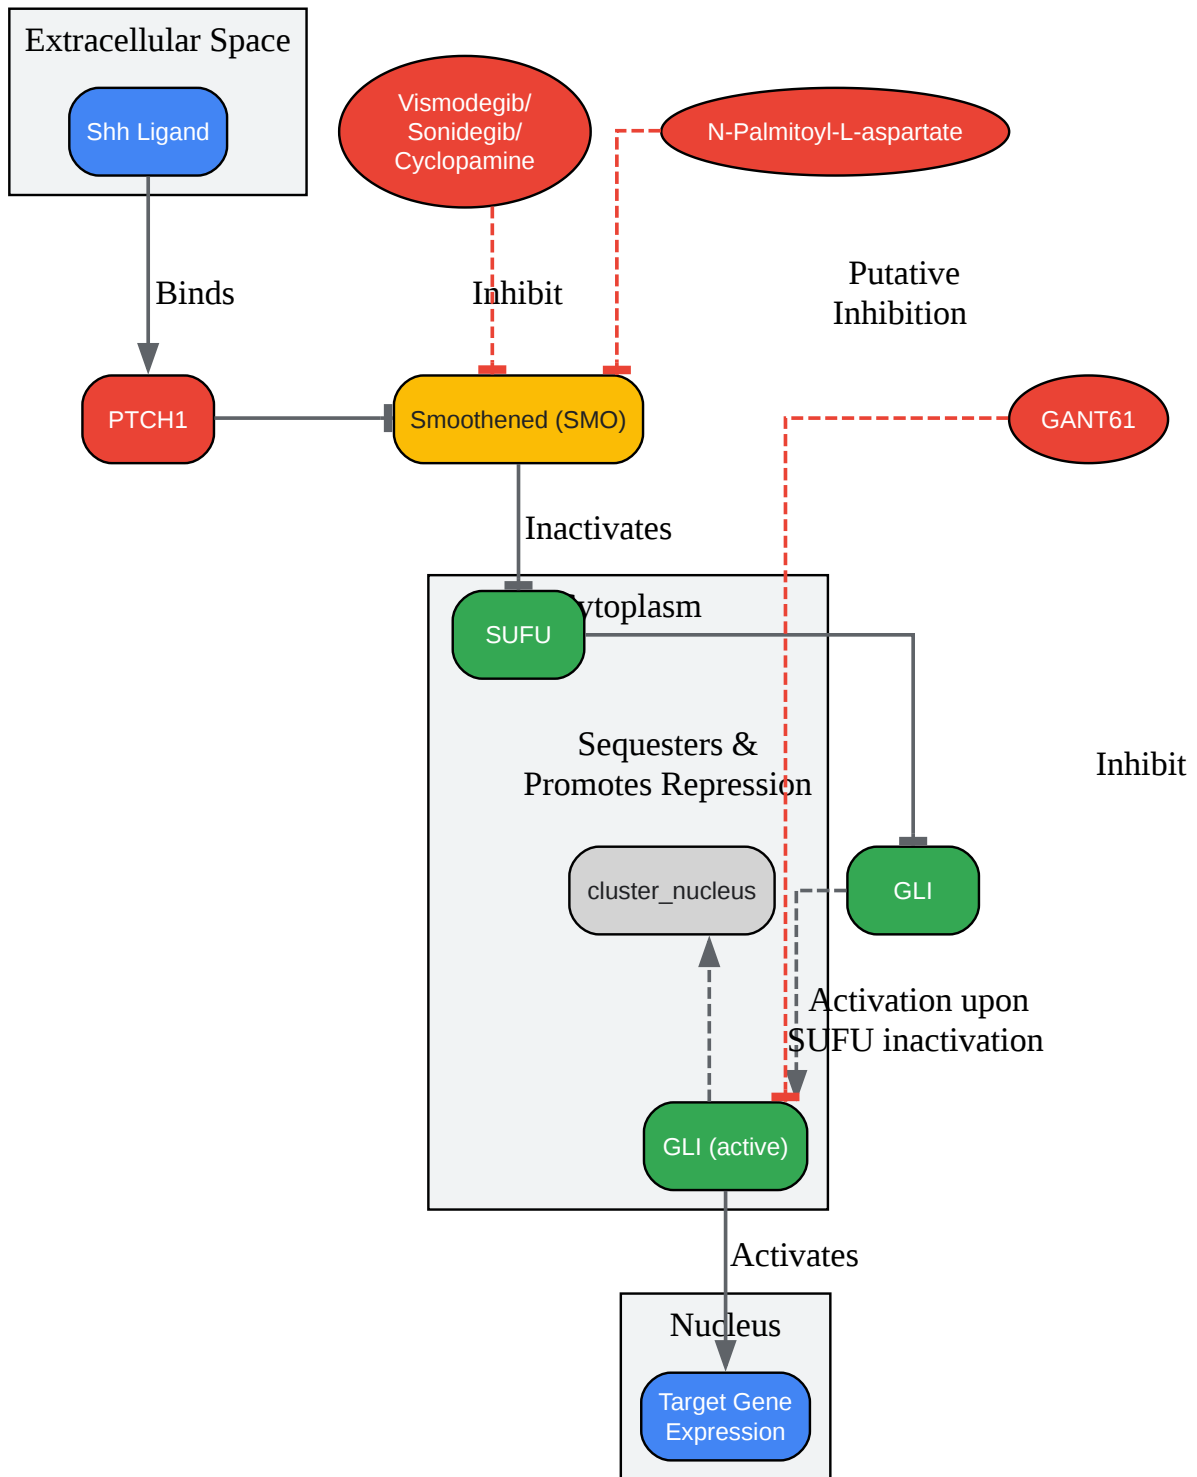 Extracellular Space
Shh Ligand
Vismodegib/
Sonidegib/
Cyclopamine
N-Palmitoyl-L-aspartate
Binds
Inhibit
Putative
Inhibition
PTCH1
Smoothened (SMO)
GANT61
Inactivates
Cytoplasm
SUFU
Sequesters &
Promotes Repression
Inhibit
cluster_nucleus
GLI
Activation upon
SUFU inactivation
GLI (active)
Activates
Nucleus
Target Gene
Expression